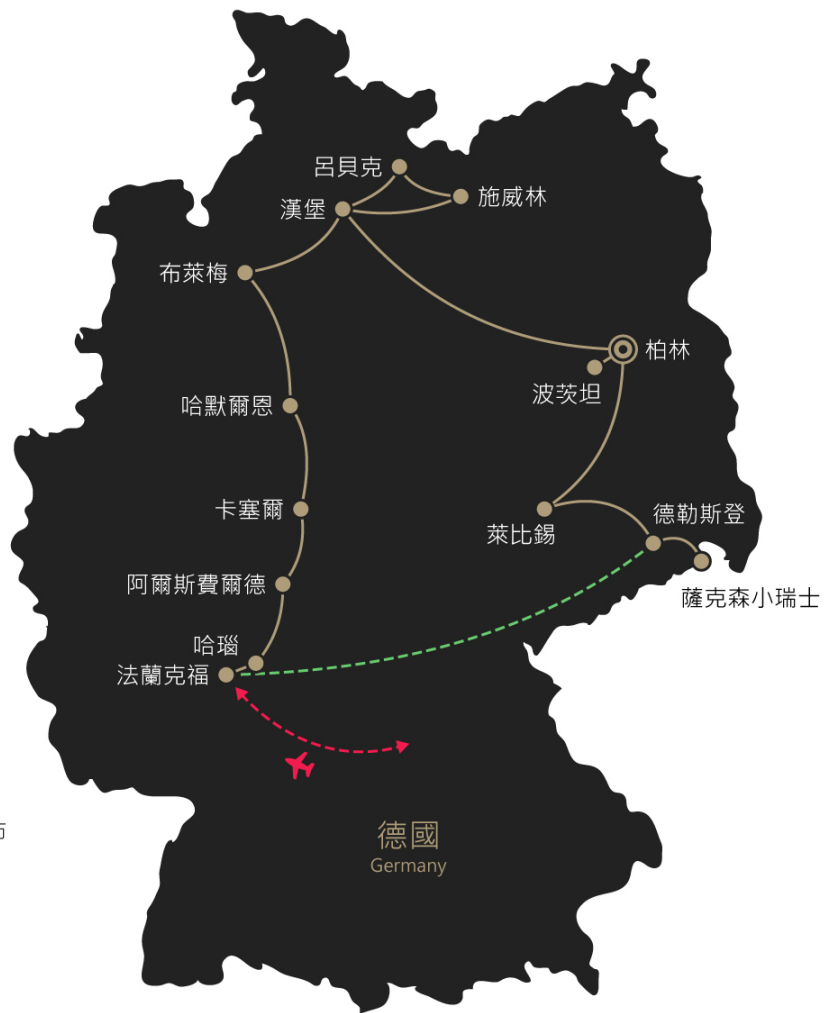 呂貝克
施威林
漢堡
布萊梅
柏林
波茨坦
哈默爾恩
卡塞爾
德勒斯登
萊比錫
阿爾斯費爾德
薩克森小瑞士
哈瑙
法蘭克福
德國
Germany